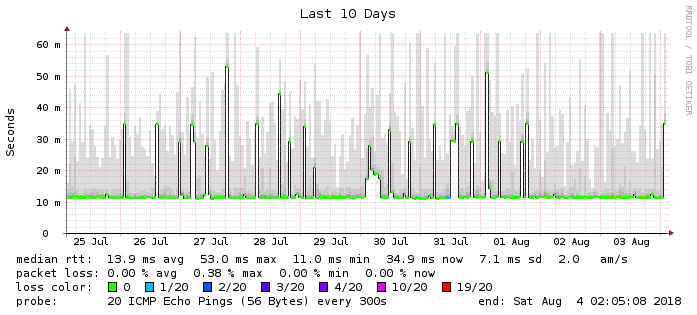 Last 10 Days
RRDTOOL / TOBI OETIKER
Seconds
60 m
50 m
40 m
30 m
20 m
10 m
0
25 Jul 26 Jul 27 Jul 28 Jul 29 Jul 30 Jul 31 Jul 01 Aug 02 Aug 03 Aug
median rtt: 13.9 ms avg 53.0 ms max 11.0 ms min 34.9 ms now 7.1 ms sd 2.0 am/s
packet loss: 0.00 % avg 0.38 % max 0.00 % min 0.00 % now
loss color: 0 1/20 2/20 3/20 4/20 10/20 19/20
probe: 20 ICMP Echo Pings (56 Bytes) every 300s end: Sat Aug 4 02:05:08 2018